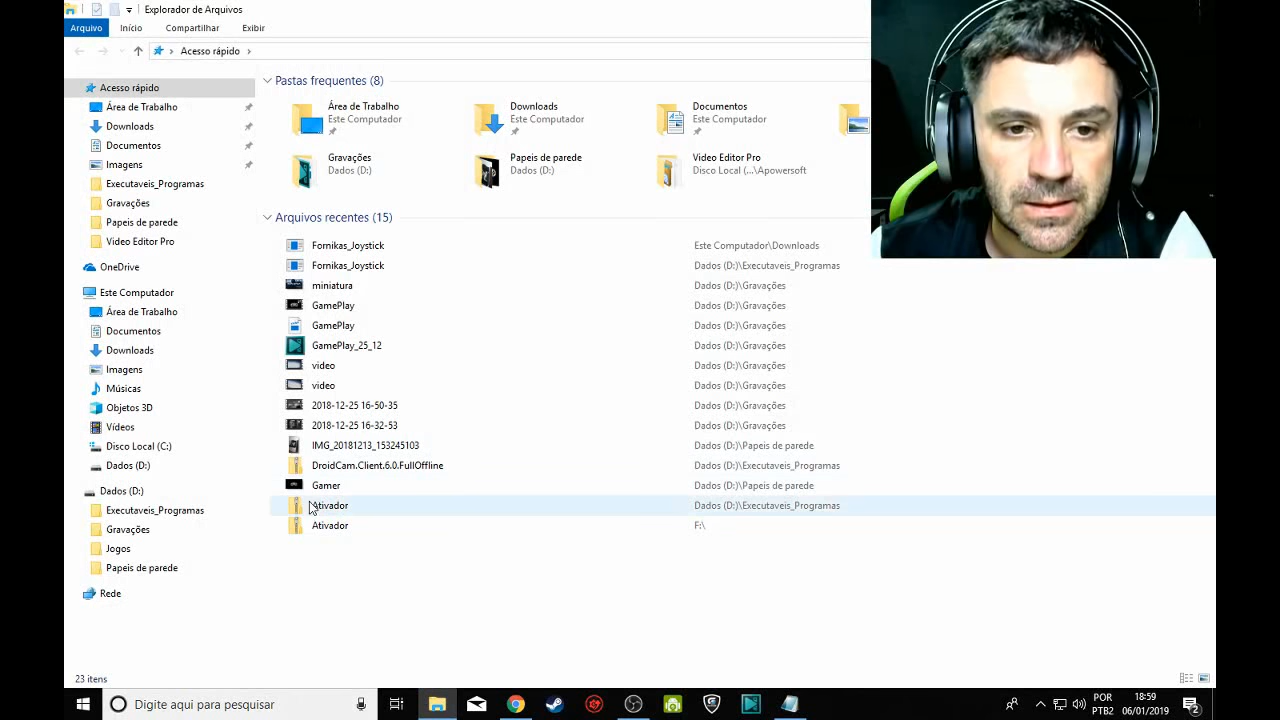 Explorador de Arquivos
Arquivo Início Compartilhar Exibir
Acesso rápido
Acesso rápido
Área de Trabalho
Downloads
Documentos
Imagens
Executaveis_Programas
Gravações
Papeis de parede
Video Editor Pro
OneDrive
Este Computador
Área de Trabalho
Documentos
Downloads
Imagens
Músicas
Objetos 3D
Vídeos
Disco Local (C:)
Dados (D:)
Dados (D:)
Executaveis_Programas
Gravações
Jogos
Papeis de parede
Rede
Pastas frequentes (8)
Área de Trabalho
Este Computador
Downloads
Este Computador
Documentos
Este Computador
Gravações
Dados (D:)
Papeis de parede
Dados (D:)
Video Editor Pro
Disco Local (...\Apowersoft
Arquivos recentes (15)
Fornikas_Joystick Este Computador\Downloads
Fornikas_Joystick Dados (D:)\Executaveis_Programas
miniatura Dados (D:)\Gravações
GamePlay Dados (D:)\Gravações
GamePlay Dados (D:)\Gravações
GamePlay_25_12 Dados (D:)\Gravações
video Dados (D:)\Gravações
video Dados (D:)\Gravações
2018-12-25 16-50-35 Dados (D:)\Gravações
2018-12-25 16-32-53 Dados (D:)\Gravações
IMG_20181213_153245103 Dados (D:)\Papeis de parede
DroidCam.Client.6.0.FullOffline Dados (D:)\Executaveis_Programas
Gamer Dados (D:)\Papeis de parede
Ativador Dados (D:)\Executaveis_Programas
Ativador F:\
23 itens
Digite aqui para pesquisar
POR
PTB2
18:59
06/01/2019
2